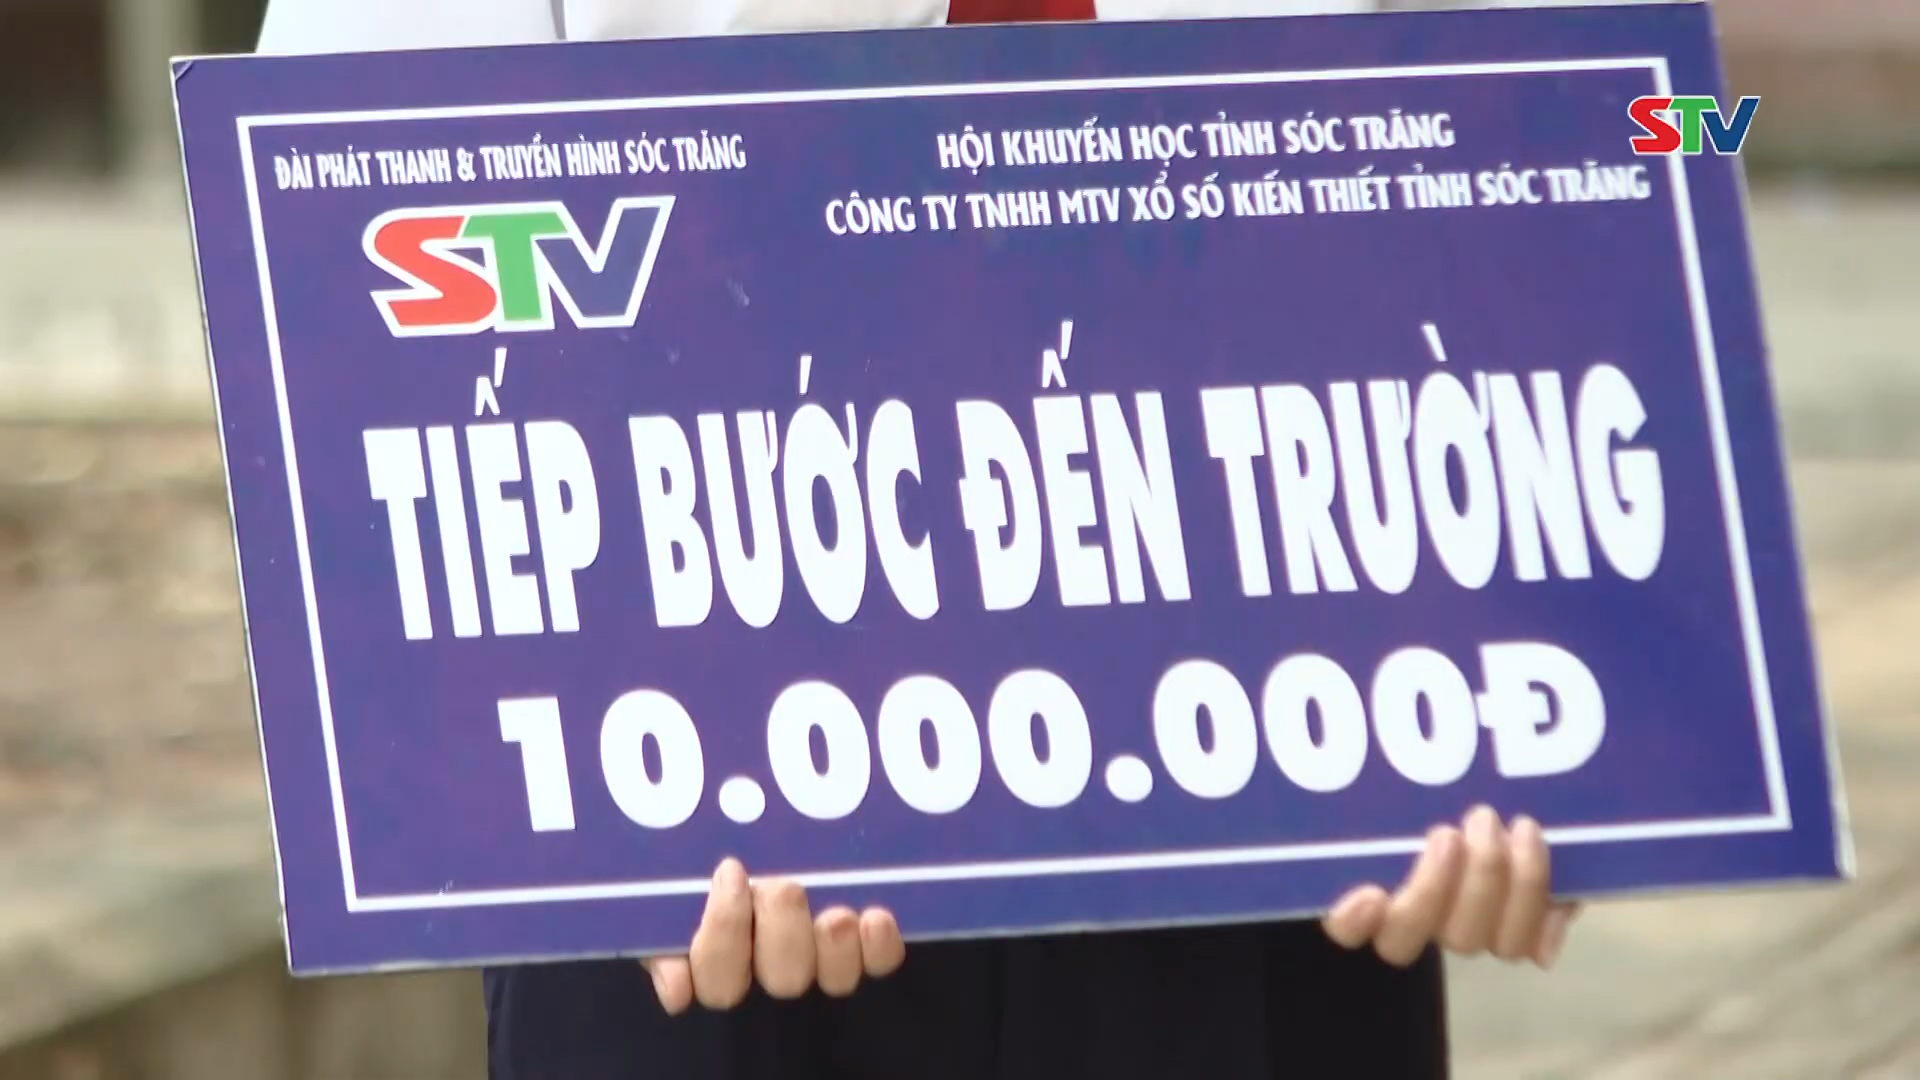 ĐÀI PHÁT THANH & TRUYỀN HÌNH SÓC TRĂNG
STV
HỘI KHUYẾN HỌC TỈNH SÓC TRĂNG
CÔNG TY TNHH MTV XỔ SỐ KIẾN THIẾT TỈNH SÓC TRĂNG
STV
TIẾP BƯỚC ĐẾN TRƯỜNG
10.000.000Đ